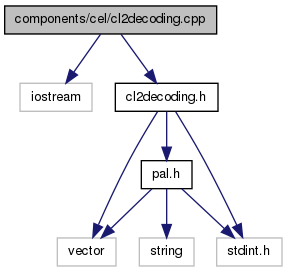 components/cel/cl2decoding.cpp
iostream
cl2decoding.h
pal.h
vector
string
stdint.h